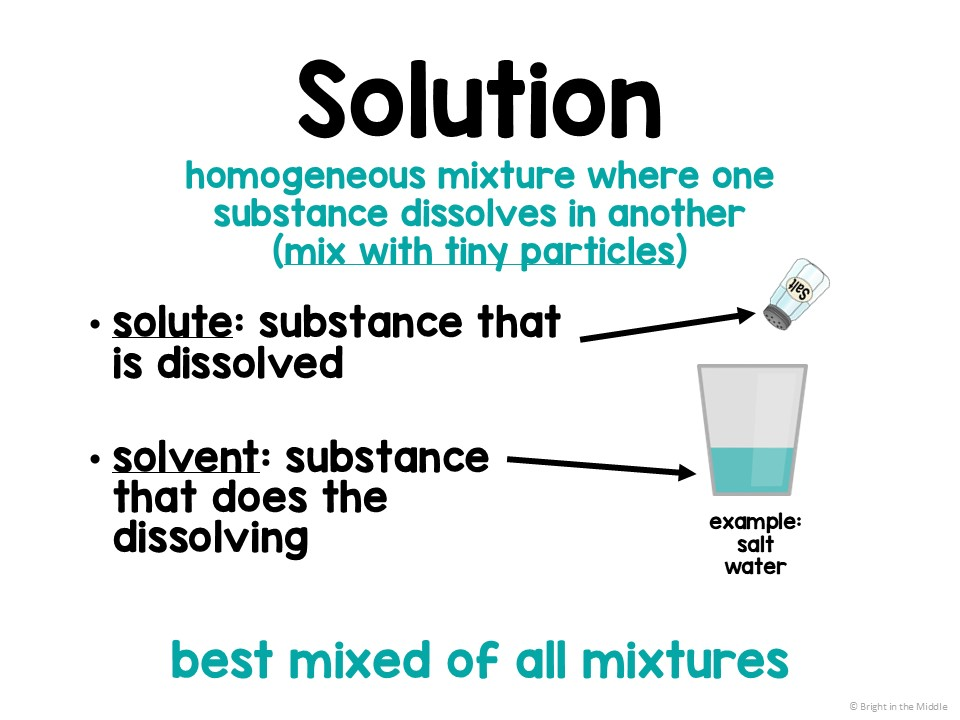 Solution
homogeneous mixture where one
substance dissolves in another
(mix with tiny particles)
• solute: substance that
is dissolved
Salt
• solvent: substance
that does the
dissolving
example:
salt
water
best mixed of all mixtures
© Bright in the Middle